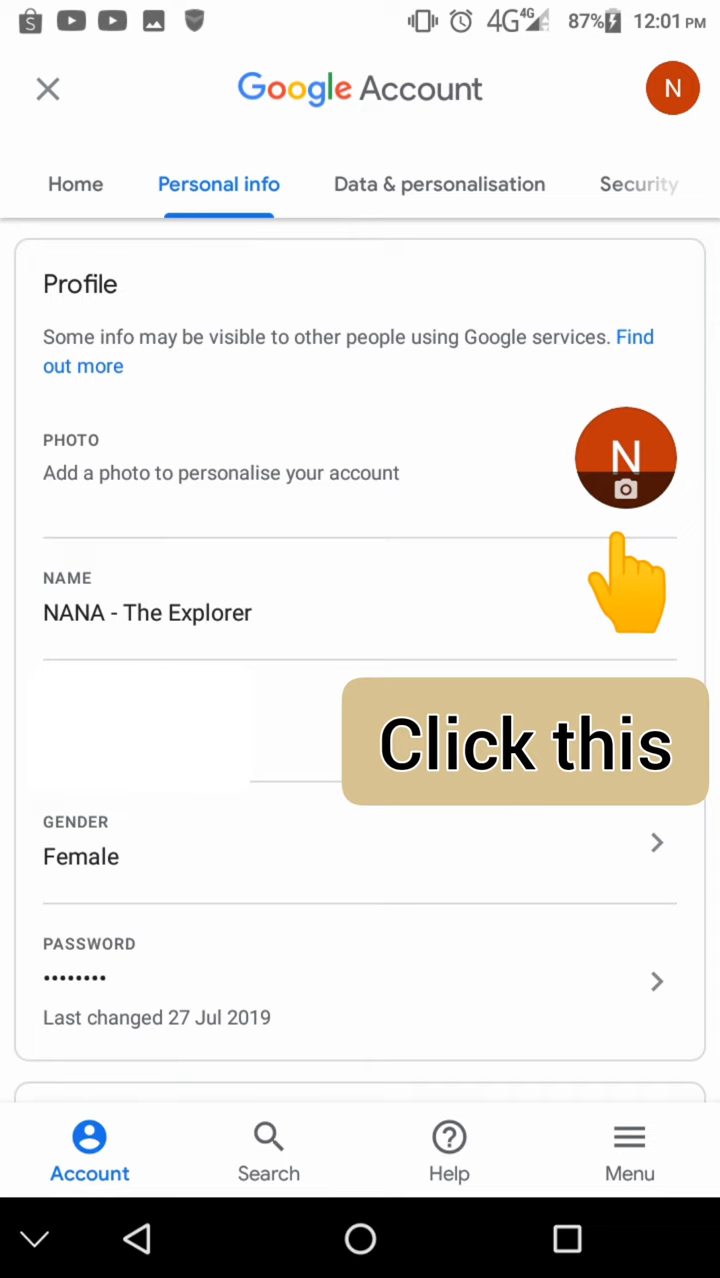 4G 4G 87% 12:01 PM
Google Account
N
Home Personal info Data & personalisation Security
Profile
Some info may be visible to other people using Google services. Find
out more
PHOTO
Add a photo to personalise your account
N
NAME
NANA - The Explorer
Click this
GENDER
Female
PASSWORD
••••••••
Last changed 27 Jul 2019
Account Search Help Menu